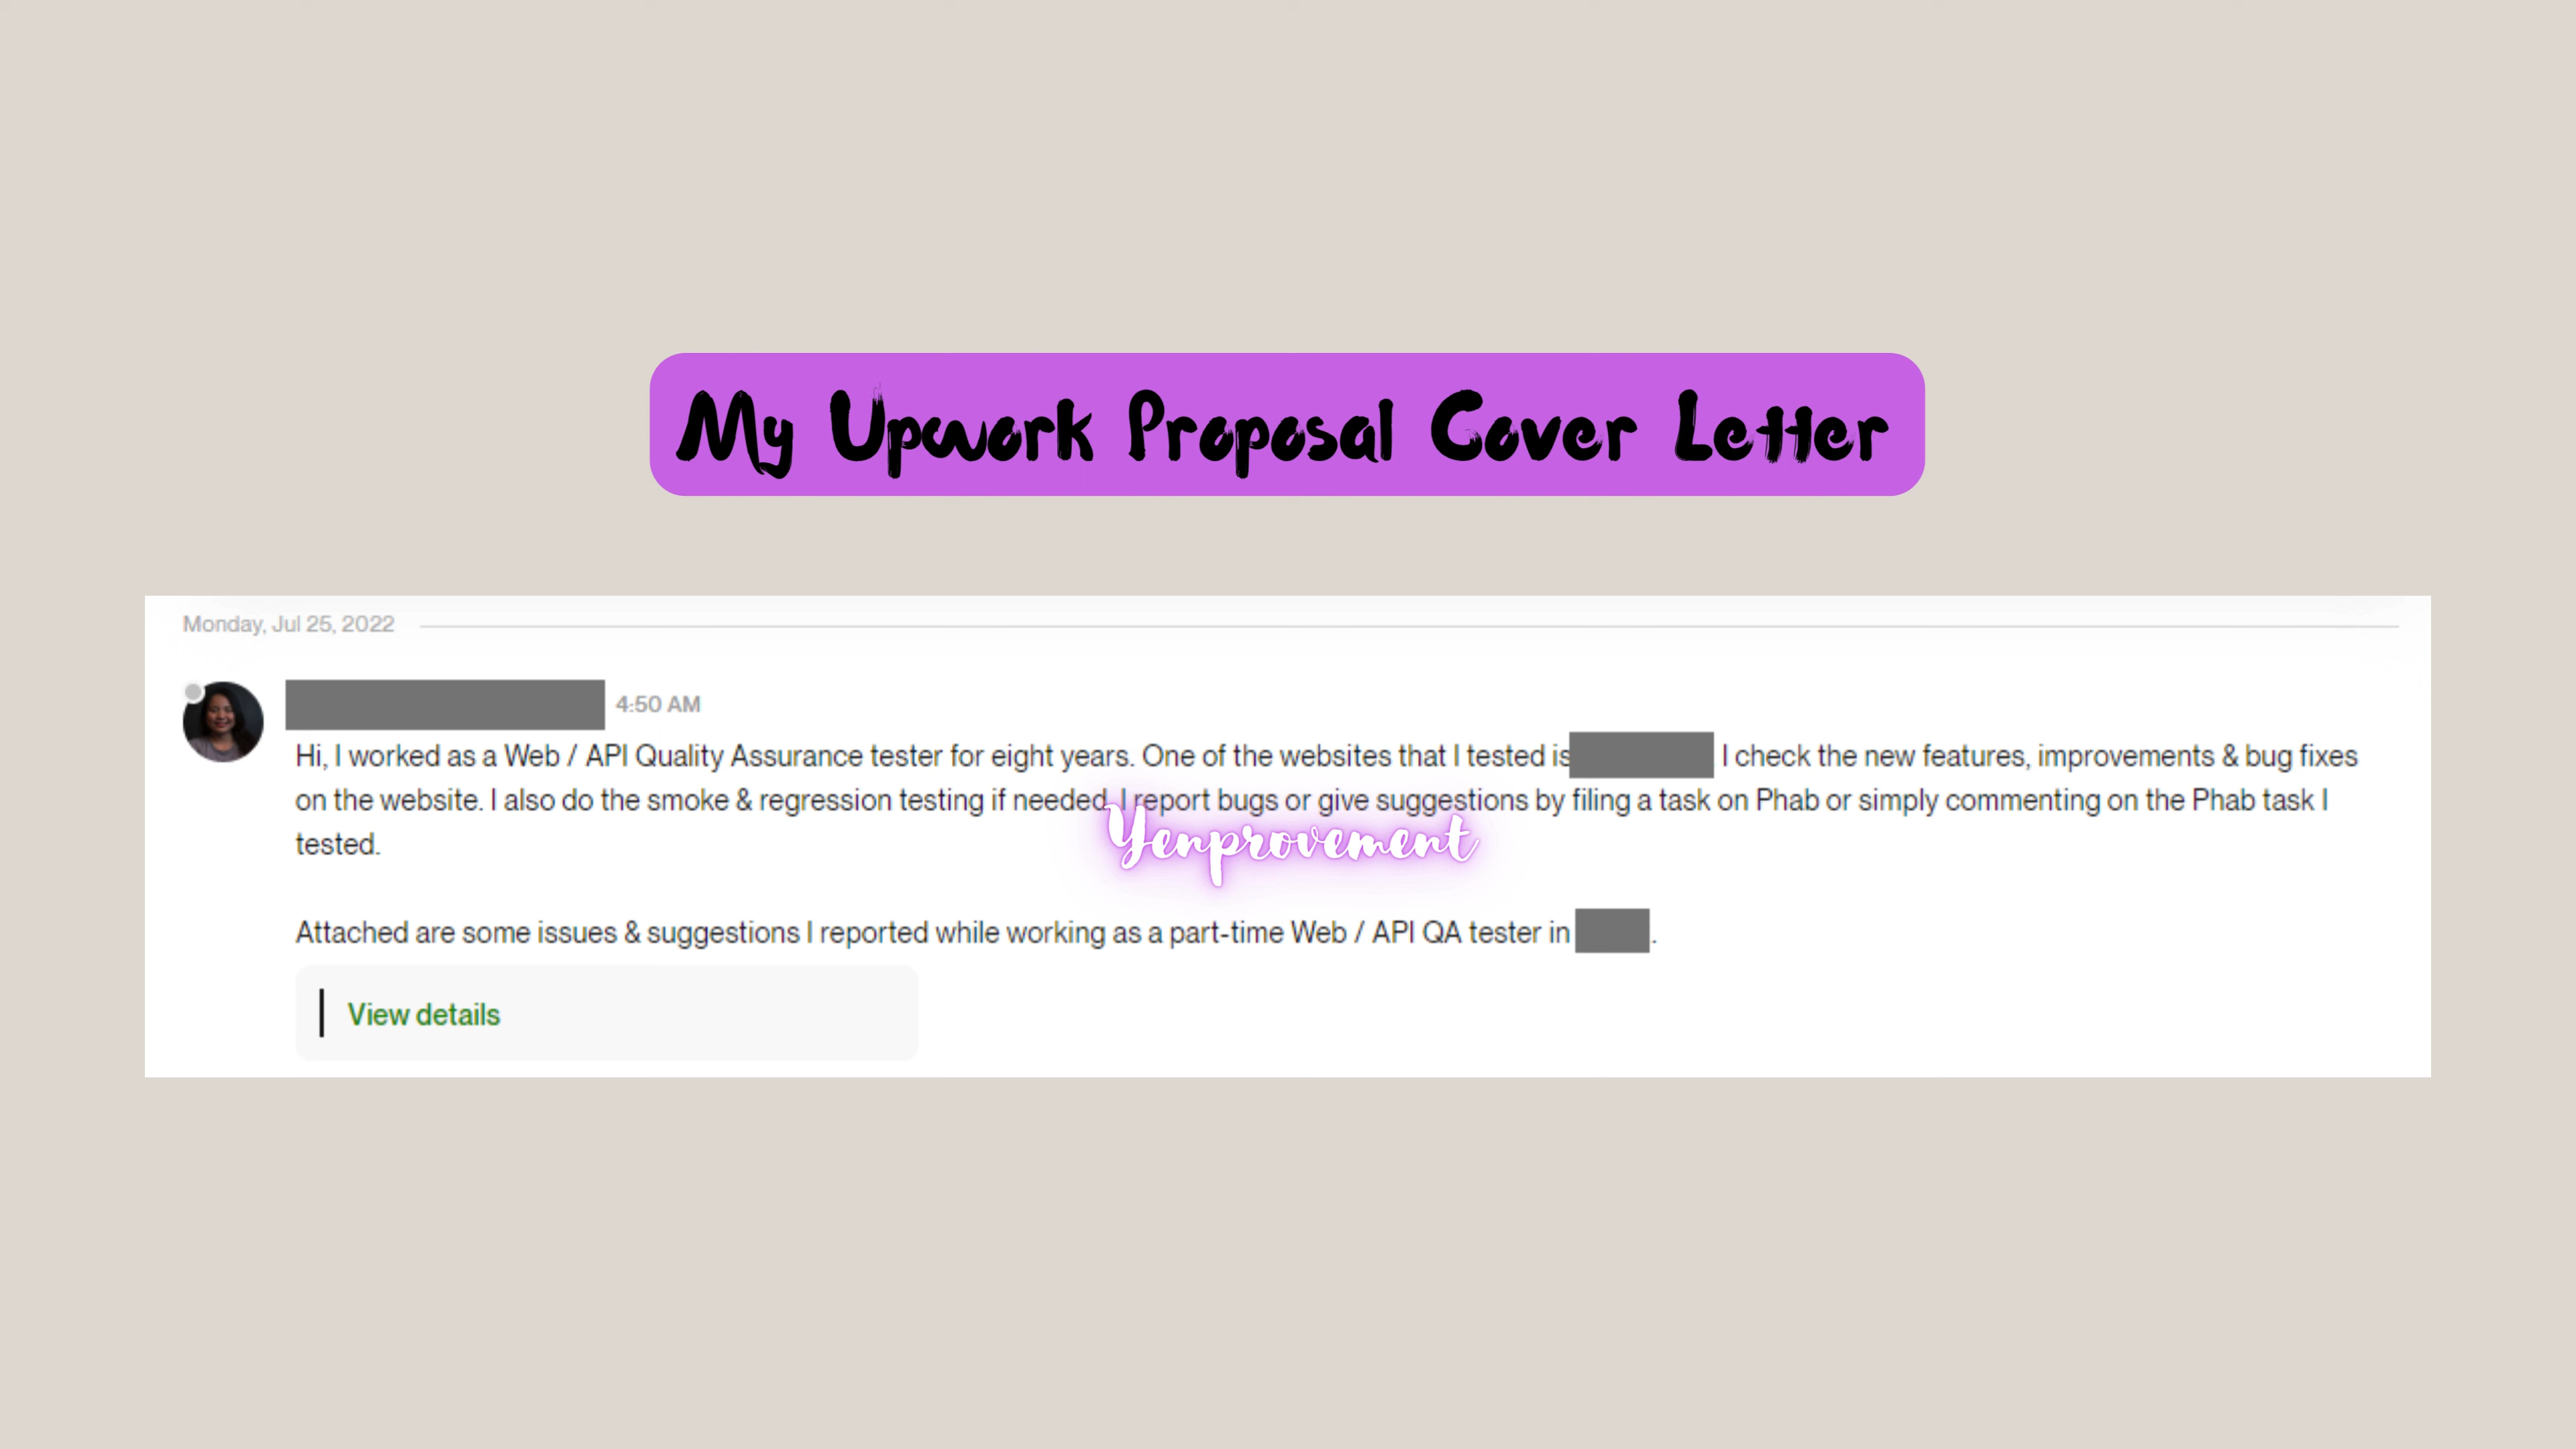 My Upwork Proposal Cover Letter
Monday, Jul 25, 2022
4:50 AM
Hi, I worked as a Web / API Quality Assurance tester for eight years. One of the websites that I tested is I check the new features, improvements & bug fixes
on the website. I also do the smoke & regression testing if needed. I report bugs or give suggestions by filing a task on Phab or simply commenting on the Phab task I
tested.
Yenprovement
Attached are some issues & suggestions I reported while working as a part-time Web / API QA tester in .
View details